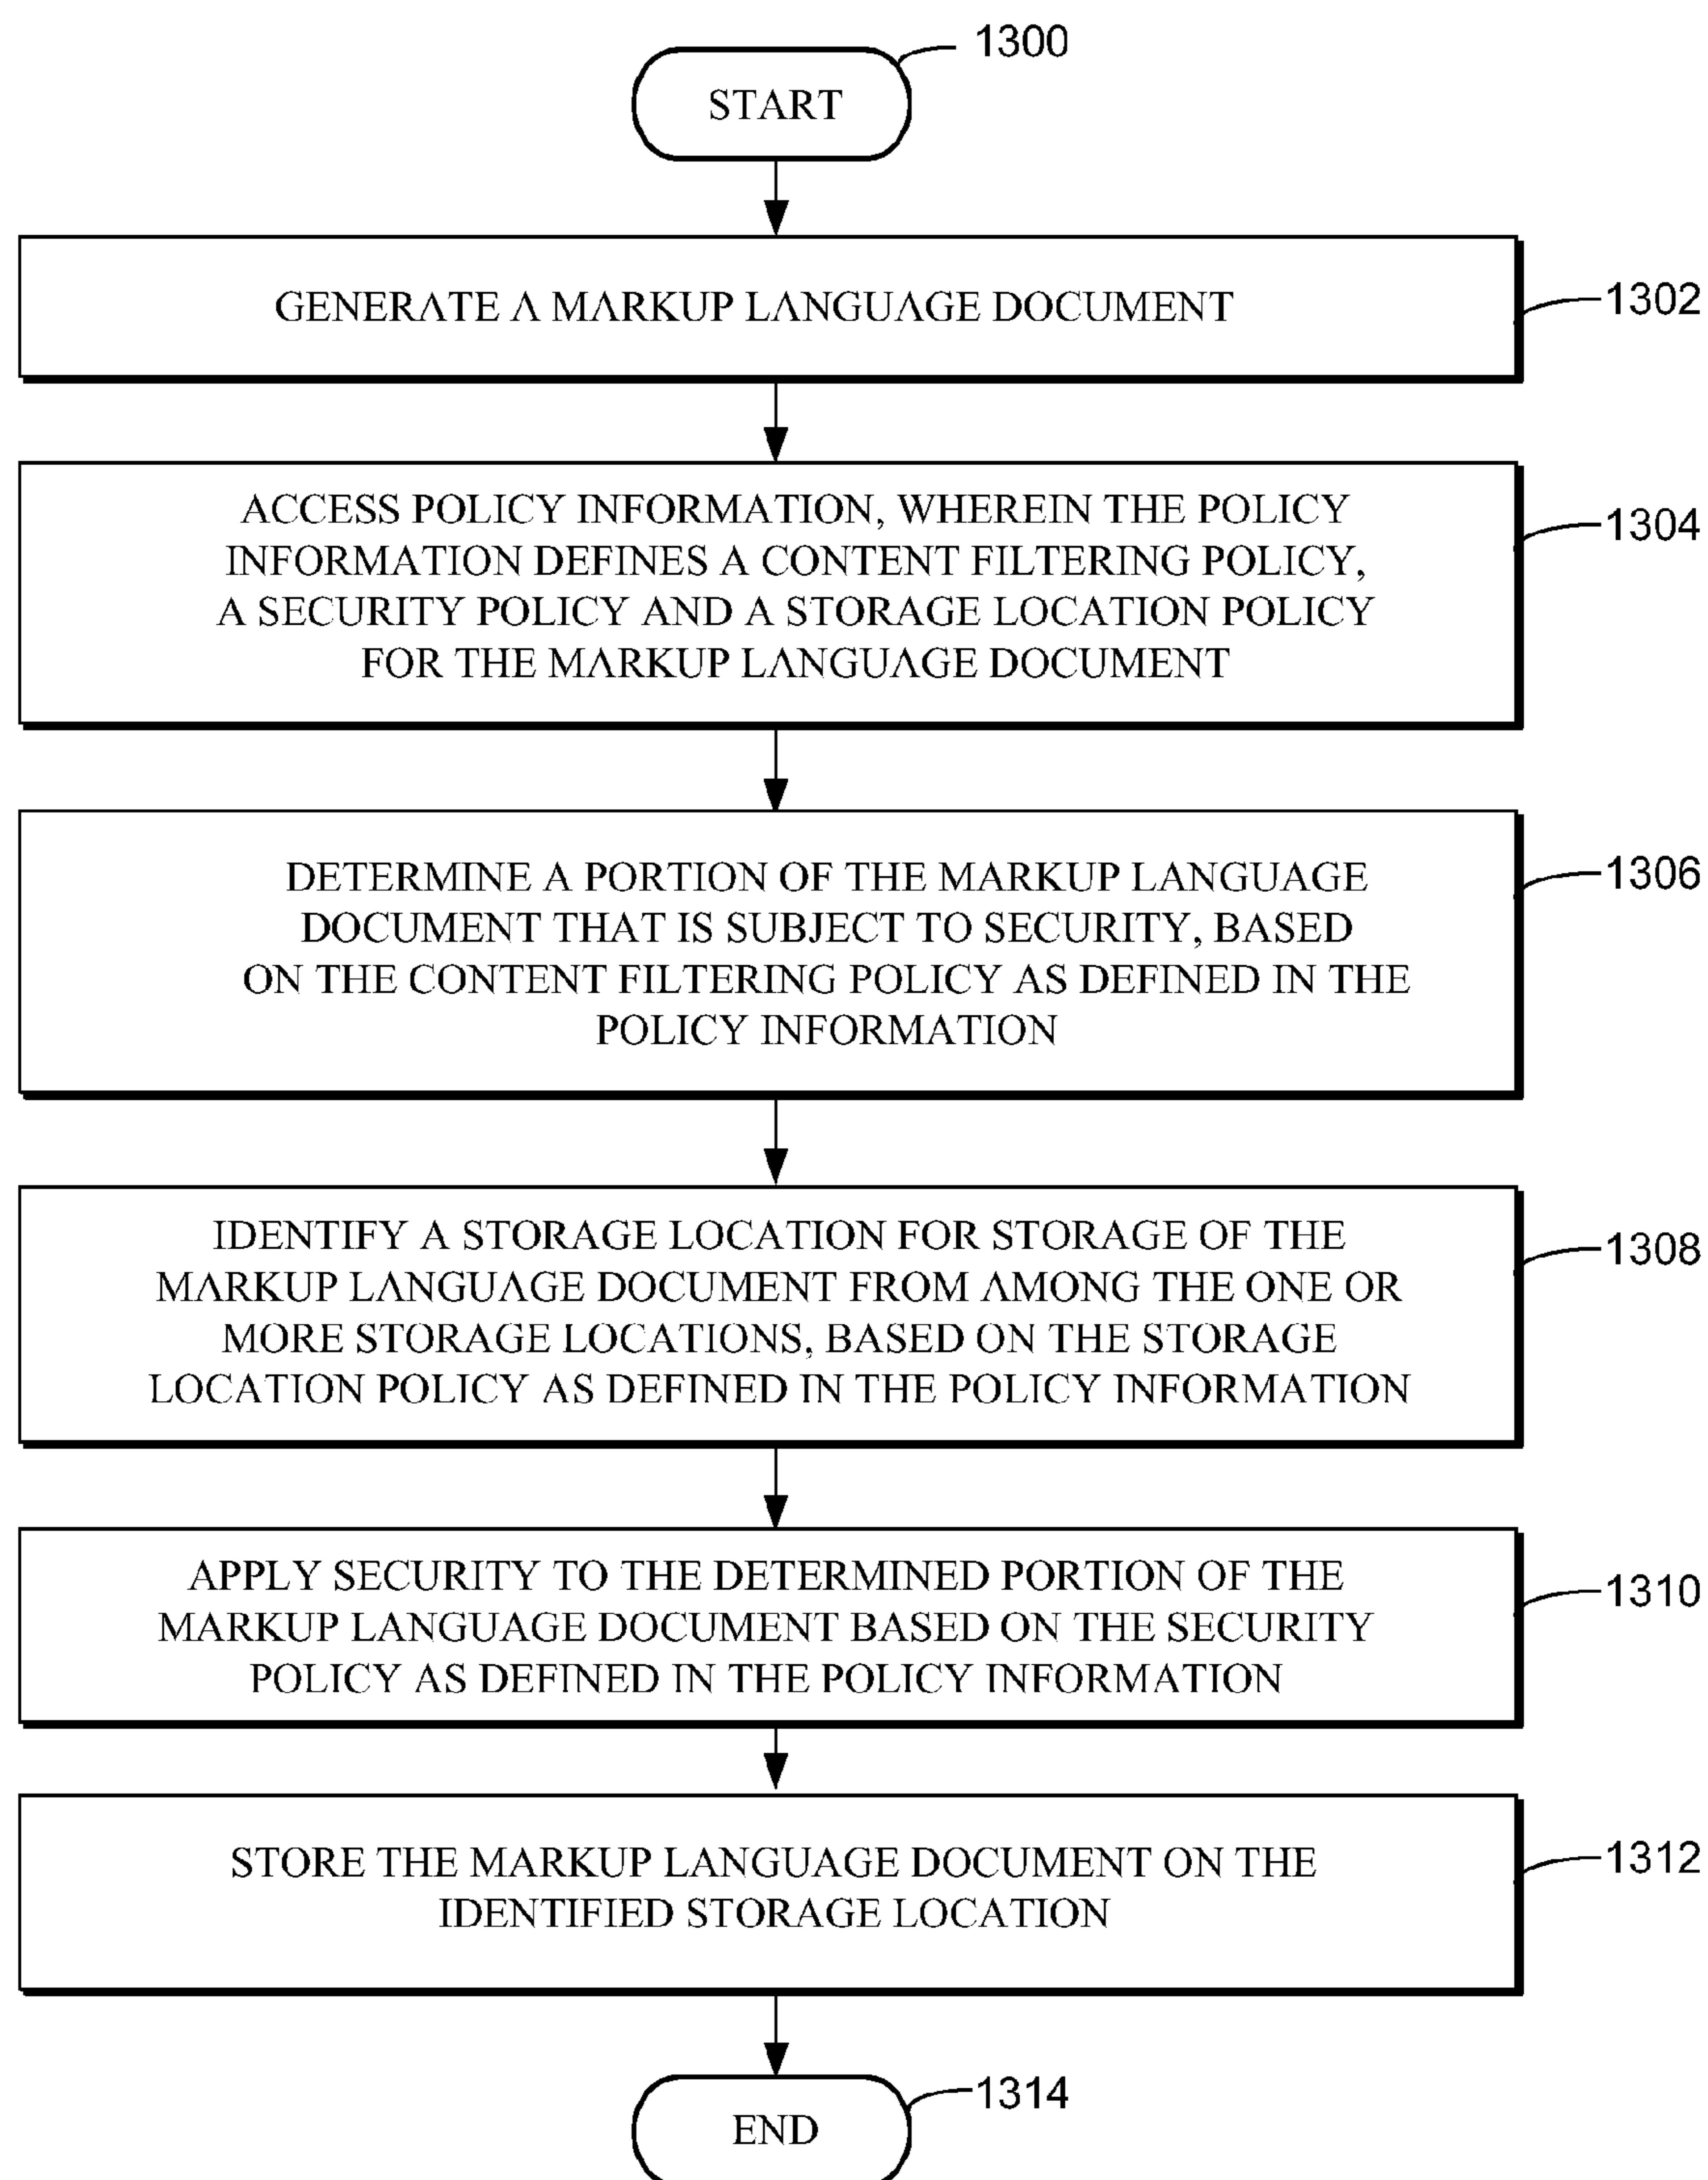 1300
START
GENERATE A MARKUP LANGUAGE DOCUMENT
1302
ACCESS POLICY INFORMATION, WHEREIN THE POLICY
INFORMATION DEFINES A CONTENT FILTERING POLICY,
A SECURITY POLICY AND A STORAGE LOCATION POLICY
FOR THE MARKUP LANGUAGE DOCUMENT
1304
DETERMINE A PORTION OF THE MARKUP LANGUAGE
DOCUMENT THAT IS SUBJECT TO SECURITY, BASED
ON THE CONTENT FILTERING POLICY AS DEFINED IN THE
POLICY INFORMATION
1306
IDENTIFY A STORAGE LOCATION FOR STORAGE OF THE
MARKUP LANGUAGE DOCUMENT FROM AMONG THE ONE OR
MORE STORAGE LOCATIONS, BASED ON THE STORAGE
LOCATION POLICY AS DEFINED IN THE POLICY INFORMATION
1308
APPLY SECURITY TO THE DETERMINED PORTION OF THE
MARKUP LANGUAGE DOCUMENT BASED ON THE SECURITY
POLICY AS DEFINED IN THE POLICY INFORMATION
1310
STORE THE MARKUP LANGUAGE DOCUMENT ON THE
IDENTIFIED STORAGE LOCATION
1312
END
1314